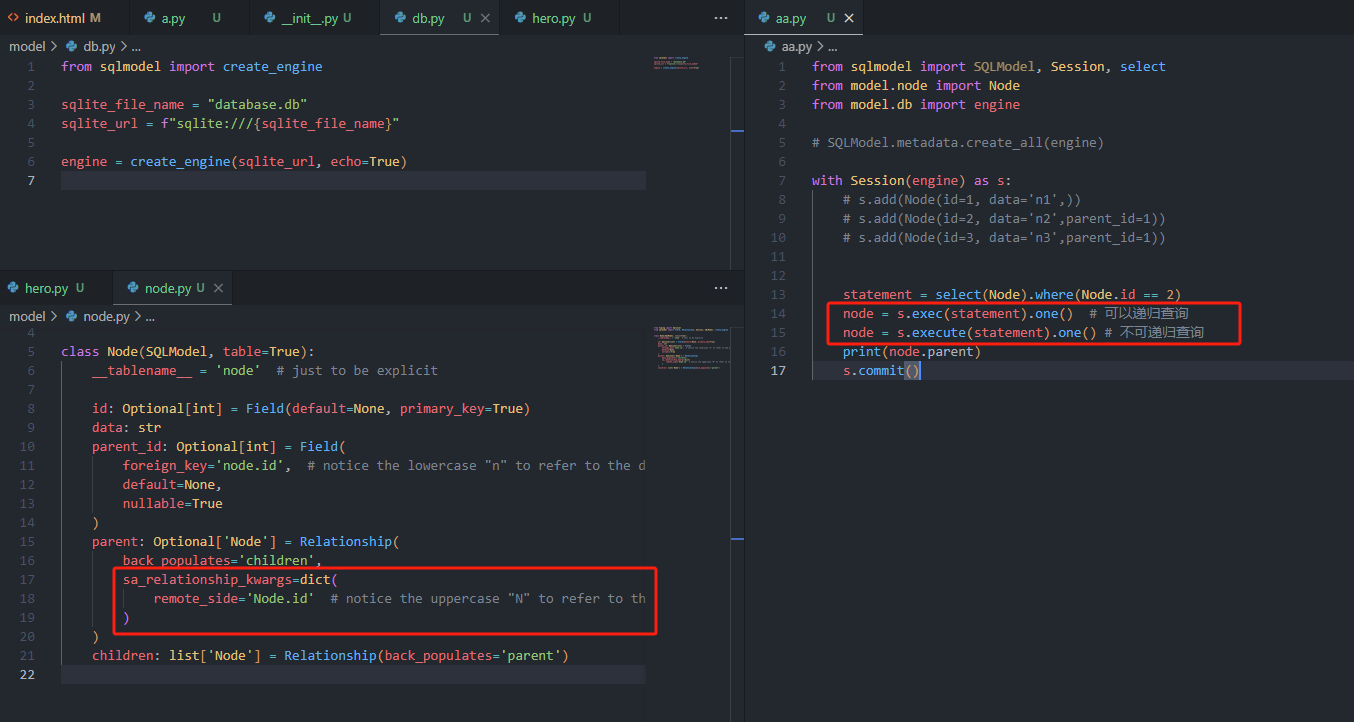 index.html M
a.py U
__init__.py U
db.py U
hero.py U
model > db.py > ...
1 from sqlmodel import create_engine
2
3 sqlite_file_name = "database.db"
4 sqlite_url = f"sqlite:///{sqlite_file_name}"
5
6 engine = create_engine(sqlite_url, echo=True)
7
hero.py U
node.py U
model > node.py > ...
4
5 class Node(SQLModel, table=True):
6 __tablename__ = 'node'  # just to be explicit
7
8 id: Optional[int] = Field(default=None, primary_key=True)
9 data: str
10 parent_id: Optional[int] = Field(
11 foreign_key='node.id',  # notice the lowercase "n" to refer to the d
12 default=None,
13 nullable=True
14 )
15 parent: Optional['Node'] = Relationship(
16 back_populates='children',
17 sa_relationship_kwargs=dict(
18 remote_side='Node.id'  # notice the uppercase "N" to refer to th
19 )
20 )
21 children: list['Node'] = Relationship(back_populates='parent')
22
aa.py U
aa.py > ...
1 from sqlmodel import SQLModel, Session, select
2 from model.node import Node
3 from model.db import engine
4
5 # SQLModel.metadata.create_all(engine)
6
7 with Session(engine) as s:
8 # s.add(Node(id=1, data='n1',))
9 # s.add(Node(id=2, data='n2',parent_id=1))
10 # s.add(Node(id=3, data='n3',parent_id=1))
11
12
13 statement = select(Node).where(Node.id == 2)
14 node = s.exec(statement).one()  # 可以递归查询
15 node = s.execute(statement).one() # 不可递归查询
16 print(node.parent)
17 s.commit()